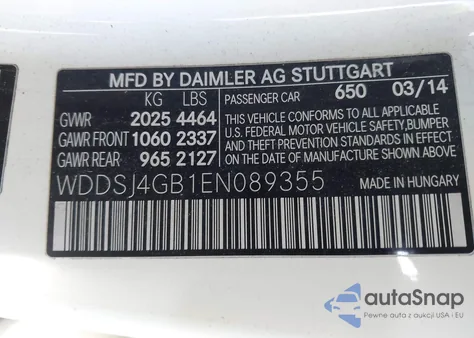 MFD BY DAIMLER AG STUTTGART
KG LBS
GVWR 2025 4464
GAWR FRONT 1060 2337
GAWR REAR 965 2127
PASSENGER CAR 650 03/14
THIS VEHICLE CONFORMS TO ALL APPLICABLE
U.S. FEDERAL MOTOR VEHICLE SAFETY, BUMPER
AND THEFT PREVENTION STANDARDS IN EFFECT
ON THE DATE OF MANUFACTURE SHOWN ABOVE.
WDDSJ4GB1EN089355 MADE IN HUNGARY
autoSnap
Pewne auta z aukcji USA i EU